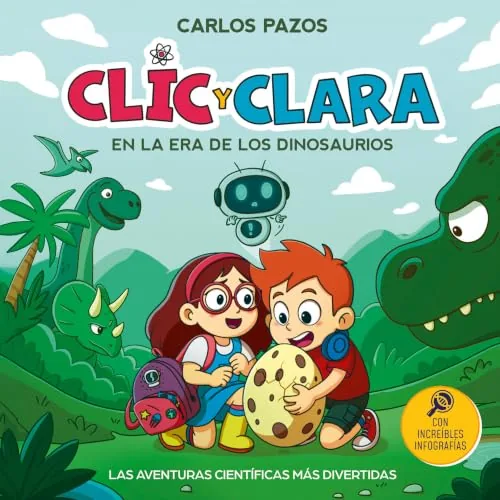 CARLOS PAZOS
CLIC Y CLARA
EN LA ERA DE LOS DINOSAURIOS
CON
INCREÍBLES
INFOGRAFÍAS
LAS AVENTURAS CIENTÍFICAS MÁS DIVERTIDAS